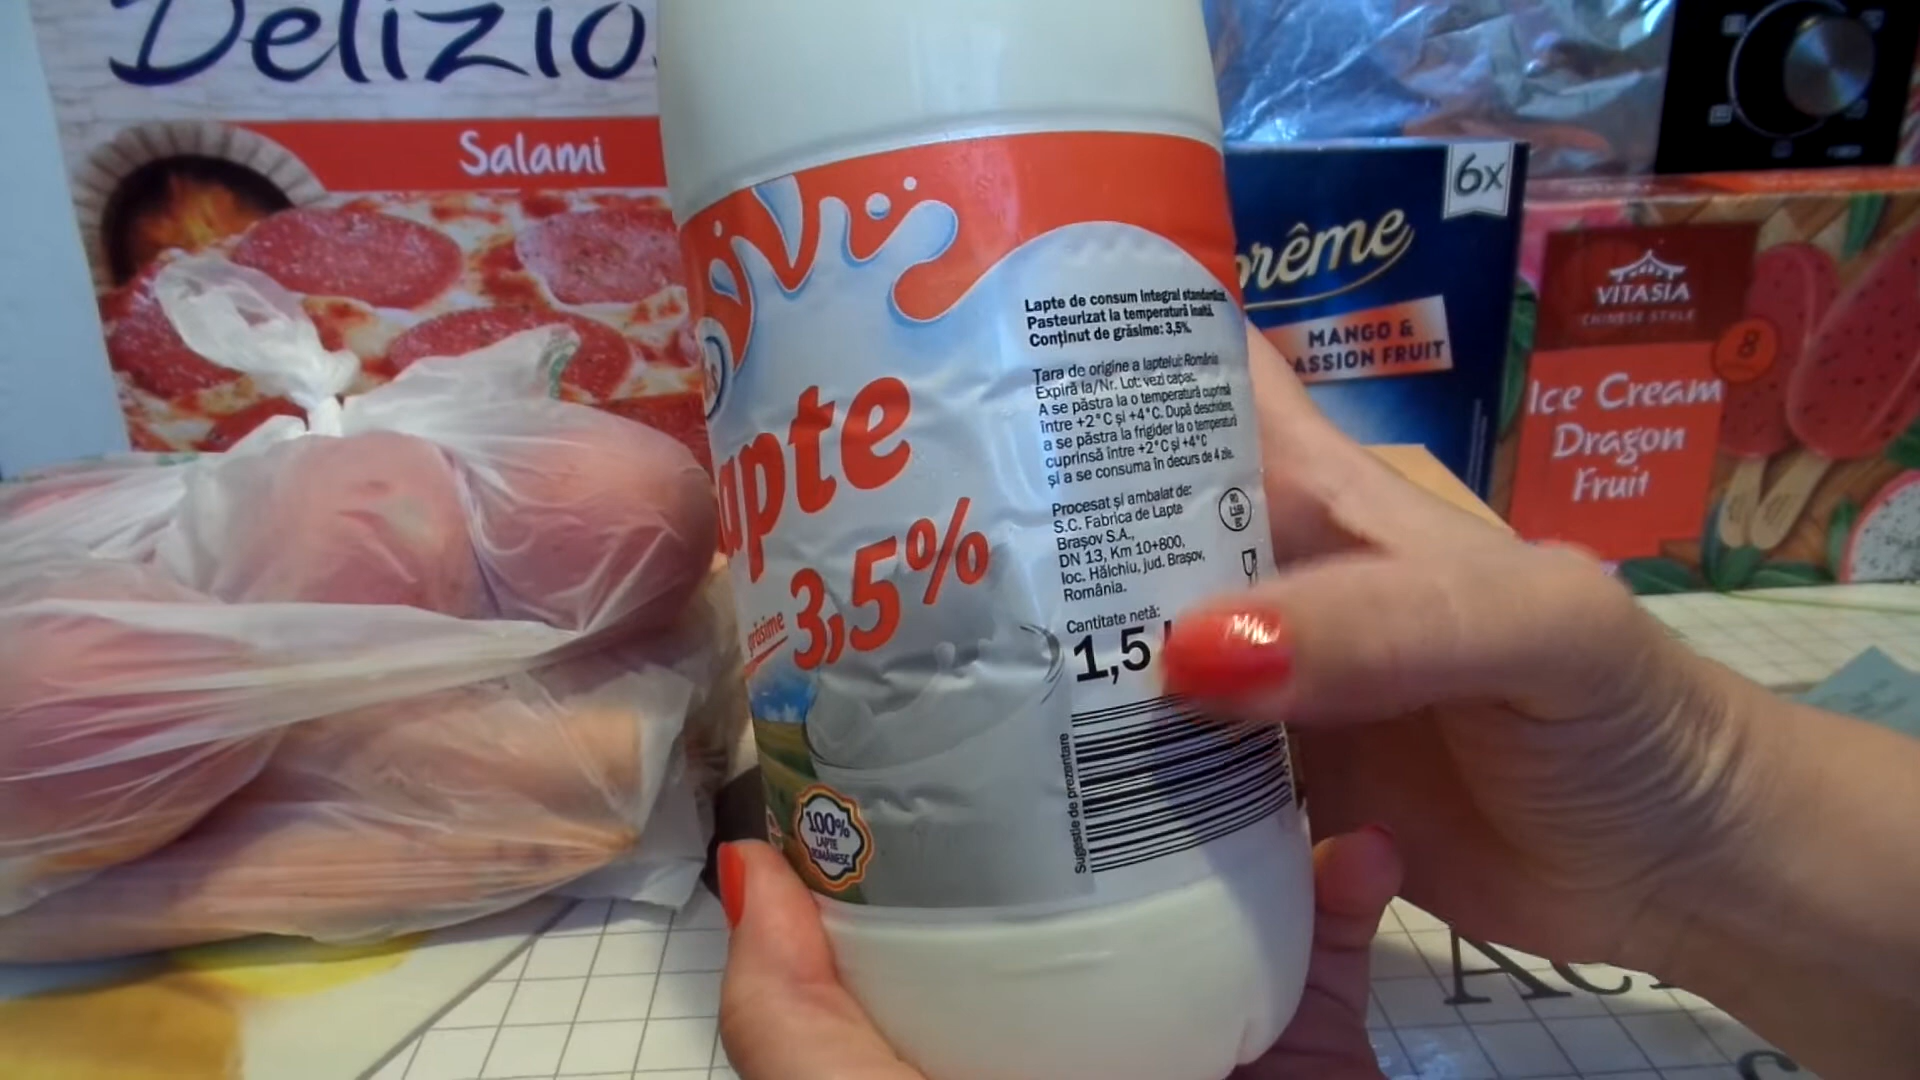 Delizio
Salami
6x
rême
MANGO &
ASSION FRUIT
VITASIA
CHINESE STYLE
8
Ice Cream
Dragon
Fruit
apte
grăsime 3,5%
100%
LAPTE
ROMÂNESC
Lapte de consum integral standardizat.
Pasteurizat la temperatură înaltă.
Conținut de grăsime: 3,5%.
Țara de origine a laptelui: România
Expiră la/Nr. Lot: vezi capac.
A se păstra la o temperatură cuprinsă
între +2°C și +4°C. După deschidere,
a se păstra la frigider la o temperatură
cuprinsă între +2°C și +4°C
și a se consuma în decurs de 4 zile.
Procesat și ambalat de:
S.C. Fabrica de Lapte
Brașov S.A.,
DN 13, Km 10+800,
loc. Hălchiu, jud. Brașov,
România.
RO
Cantitate netă:
1,5
Sugestie de prezentare